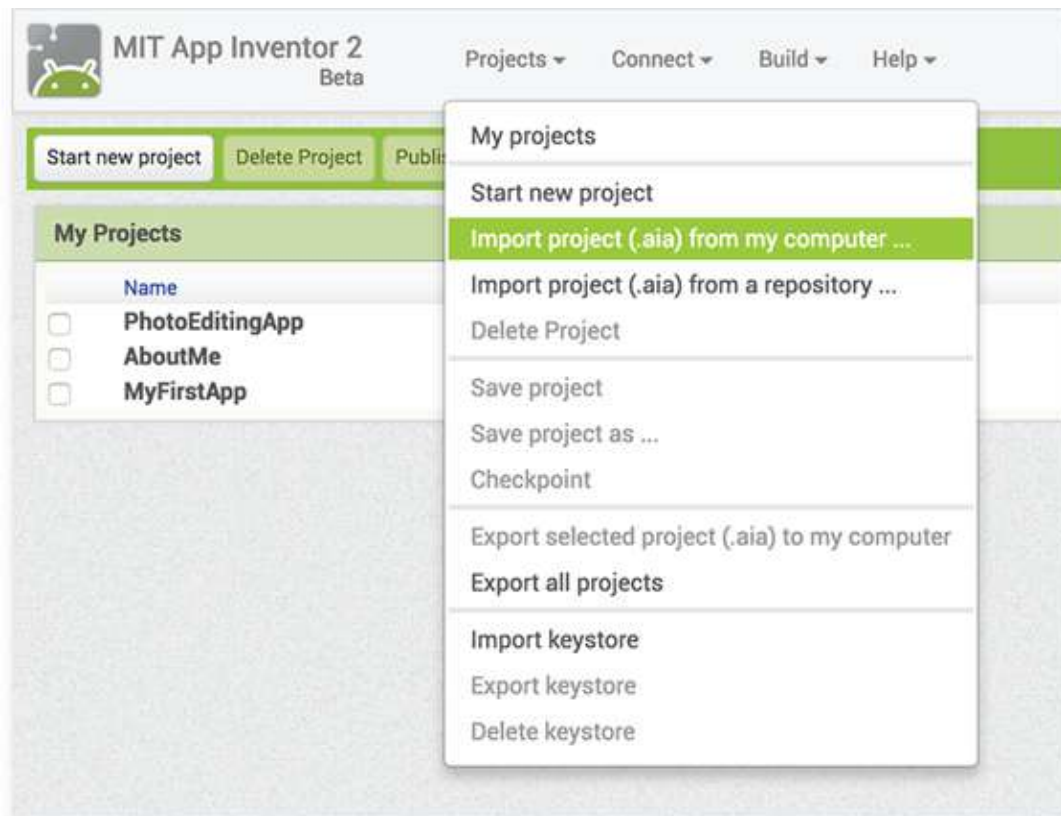 MIT App Inventor 2
Beta
Projects Connect Build Help
Start new project Delete Project
My projects
Start new project
Import project (.aia) from my computer ...
Import project (.aia) from a repository ...
Delete Project
Save project
Save project as ...
Checkpoint
Export selected project (.aia) to my computer
Export all projects
Import keystore
Export keystore
Delete keystore
My Projects
Name
PhotoEditingApp
AboutMe
MyFirstApp